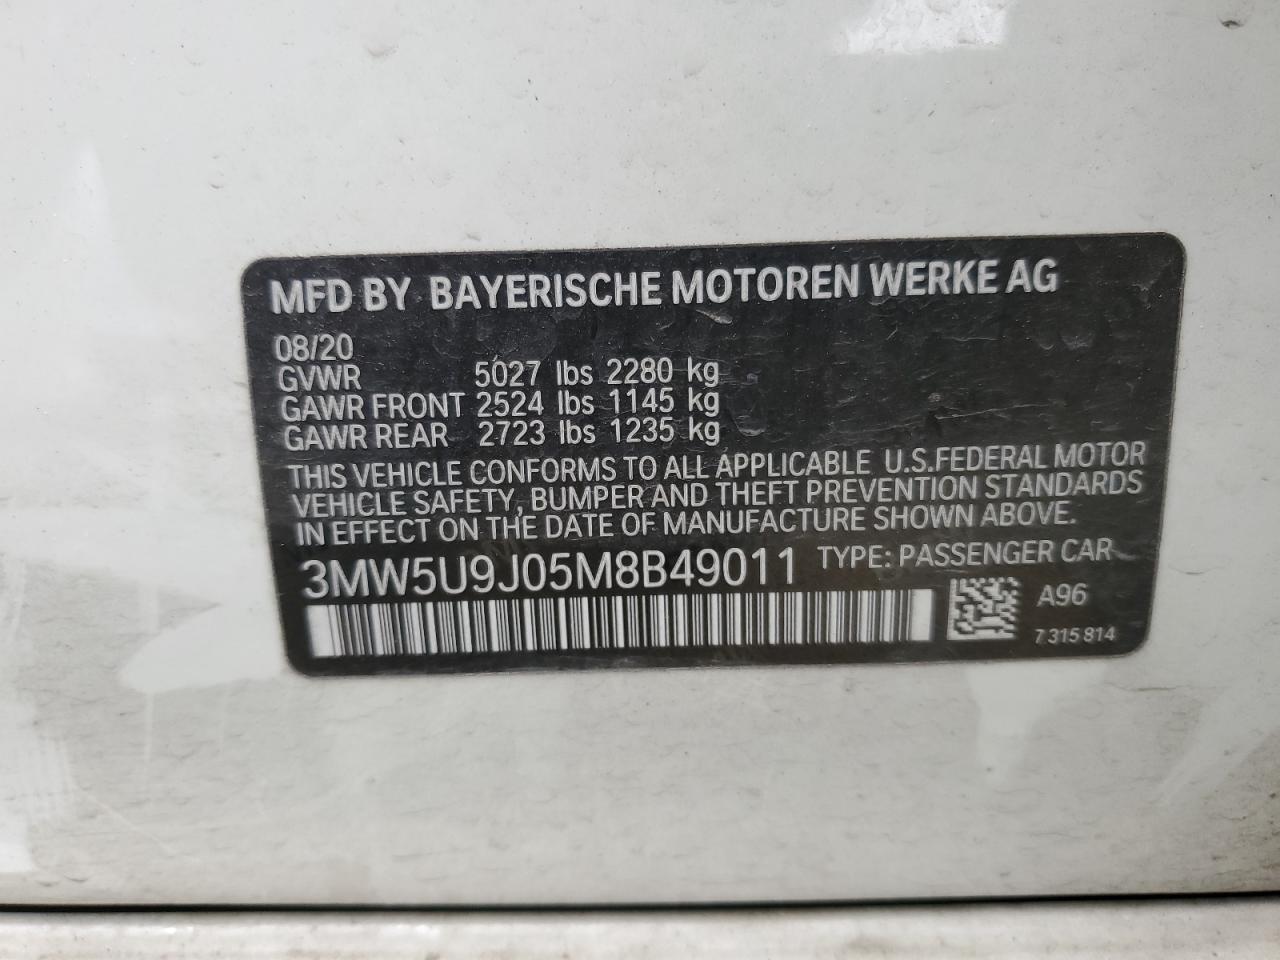 MFD BY BAYERISCHE MOTOREN WERKE AG
08/20
GVWR 5027 lbs 2280 kg
GAWR FRONT 2524 lbs 1145 kg
GAWR REAR 2723 lbs 1235 kg
THIS VEHICLE CONFORMS TO ALL APPLICABLE U.S.FEDERAL MOTOR
VEHICLE SAFETY, BUMPER AND THEFT PREVENTION STANDARDS
IN EFFECT ON THE DATE OF MANUFACTURE SHOWN ABOVE.
3MW5U9J05M8B49011 TYPE: PASSENGER CAR
A96
7 315 814